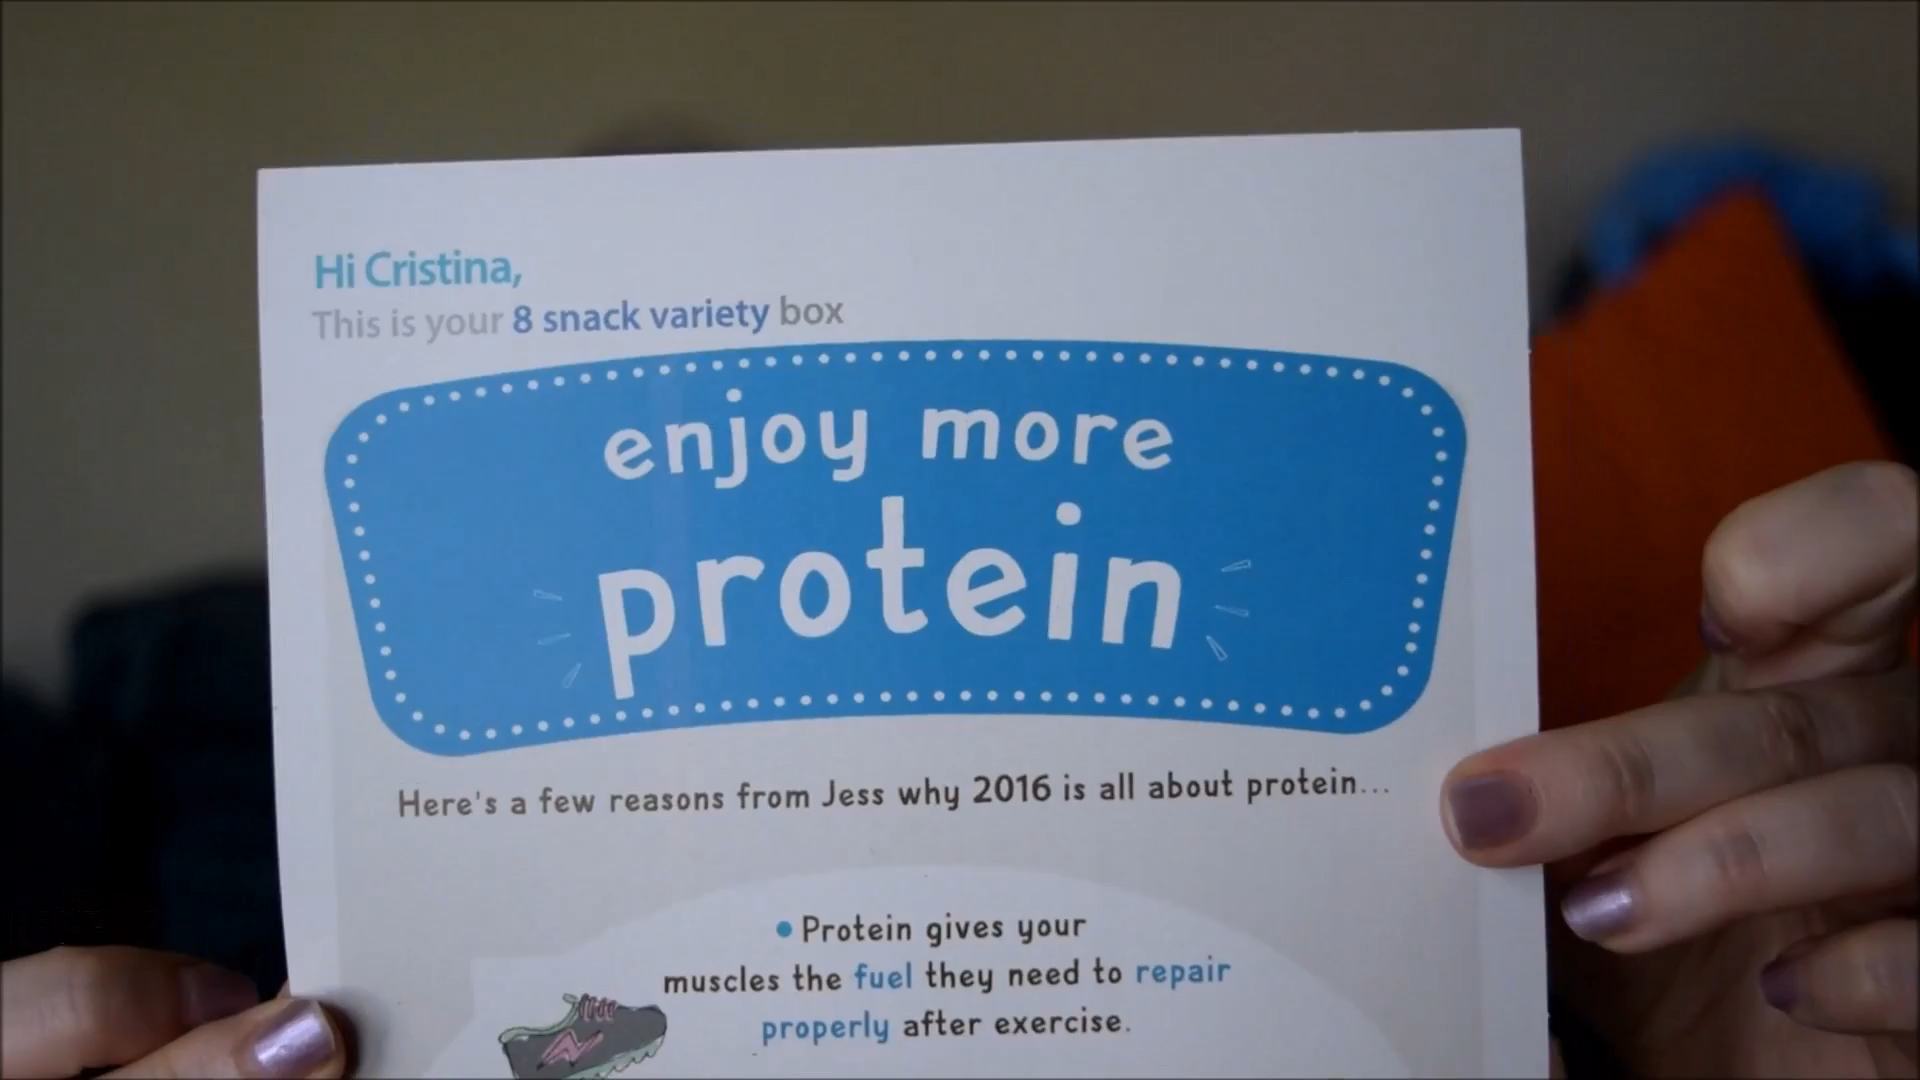 Hi Cristina,
This is your 8 snack variety box
enjoy more
protein
Here's a few reasons from Jess why 2016 is all about protein...
• Protein gives your
muscles the fuel they need to repair
properly after exercise.